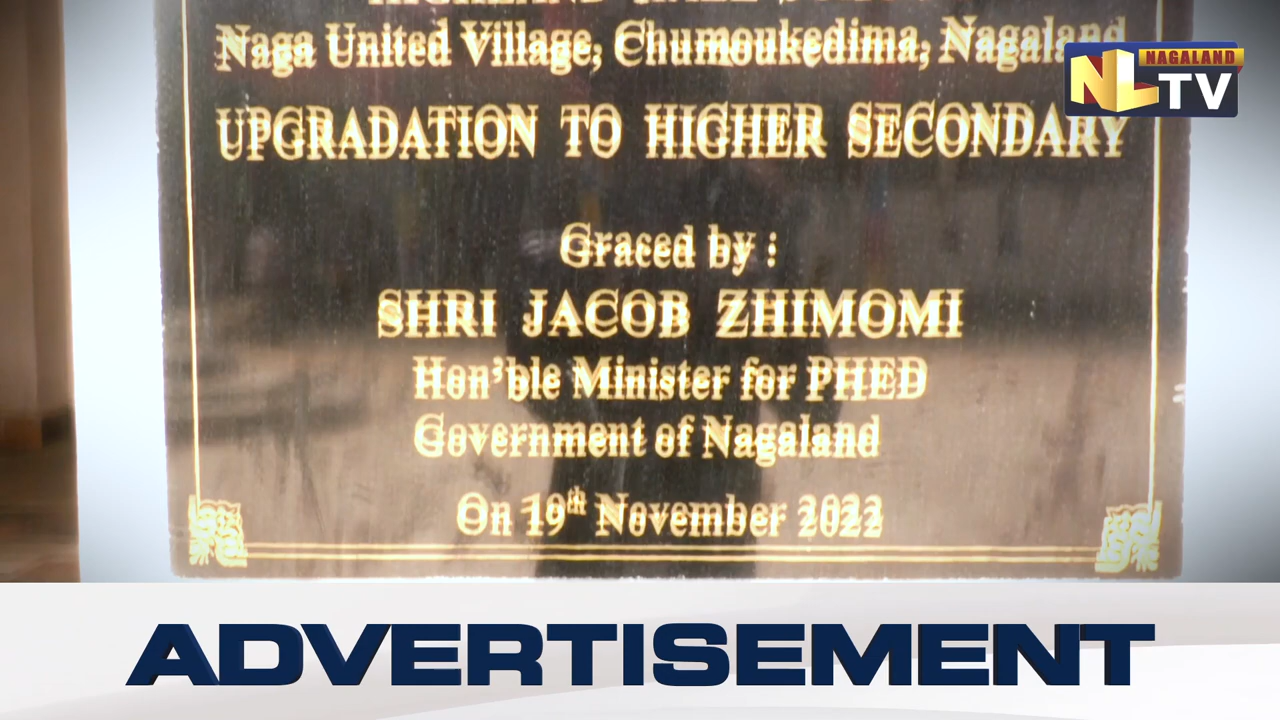 Naga United Village, Chumoukedima, Nagaland
NAGALAND
NL TV
UPGRADATION TO HIGHER SECONDARY
Graced by :
SHRI JACOB ZHIMOMI
Hon'ble Minister for PHED
Government of Nagaland
On 19th November 2022
ADVERTISEMENT